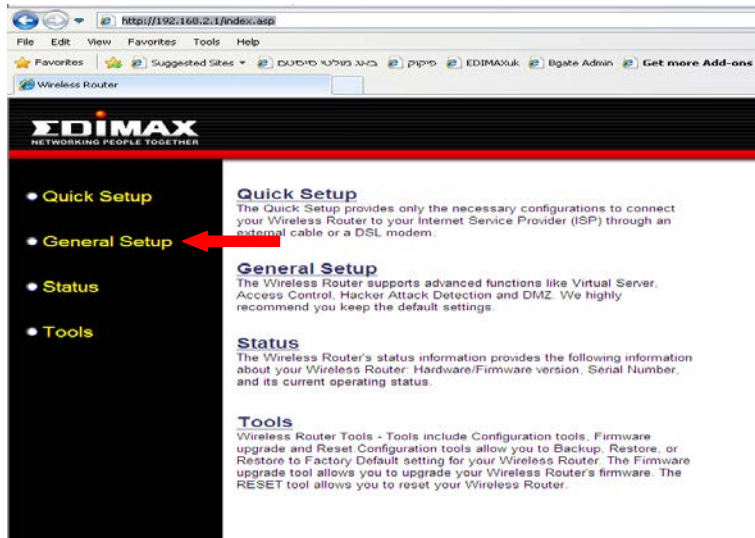 http://192.168.2.1/index.asp
File Edit View Favorites Tools Help
Favorites Suggested Sites באג מולטי סיסטם פיקוק EDIMAXuk Bgate Admin Get more Add-ons
Wireless Router
EDIMAX
NETWORKING PEOPLE TOGETHER
Quick Setup
General Setup
Status
Tools
Quick Setup
The Quick Setup provides only the necessary configurations to connect
your Wireless Router to your Internet Service Provider (ISP) through an
external cable or a DSL modem.
General Setup
The Wireless Router supports advanced functions like Virtual Server,
Access Control, Hacker Attack Detection and DMZ. We highly
recommend you keep the default settings.
Status
The Wireless Router's status information provides the following information
about your Wireless Router: Hardware/Firmware version, Serial Number,
and its current operating status.
Tools
Wireless Router Tools - Tools include Configuration tools, Firmware
upgrade and Reset Configuration tools allow you to Backup, Restore, or
Restore to Factory Default setting for your Wireless Router. The Firmware
upgrade tool allows you to upgrade your Wireless Router's firmware. The
RESET tool allows you to reset your Wireless Router.